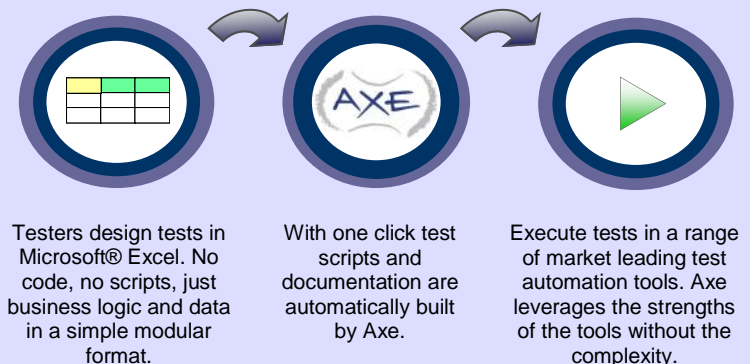 AXE
Testers design tests in
Microsoft® Excel. No
code, no scripts, just
business logic and data
in a simple modular
format.
With one click test
scripts and
documentation are
automatically built
by Axe.
Execute tests in a range
of market leading test
automation tools. Axe
leverages the strengths
of the tools without the
complexity.